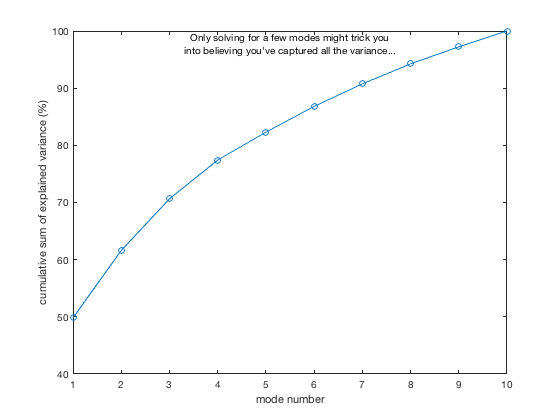 Only solving for a few modes might trick you
into believing you've captured all the variance...
100
90
80
70
60
50
40
cumulative sum of explained variance (%)
1 2 3 4 5 6 7 8 9 10
mode number